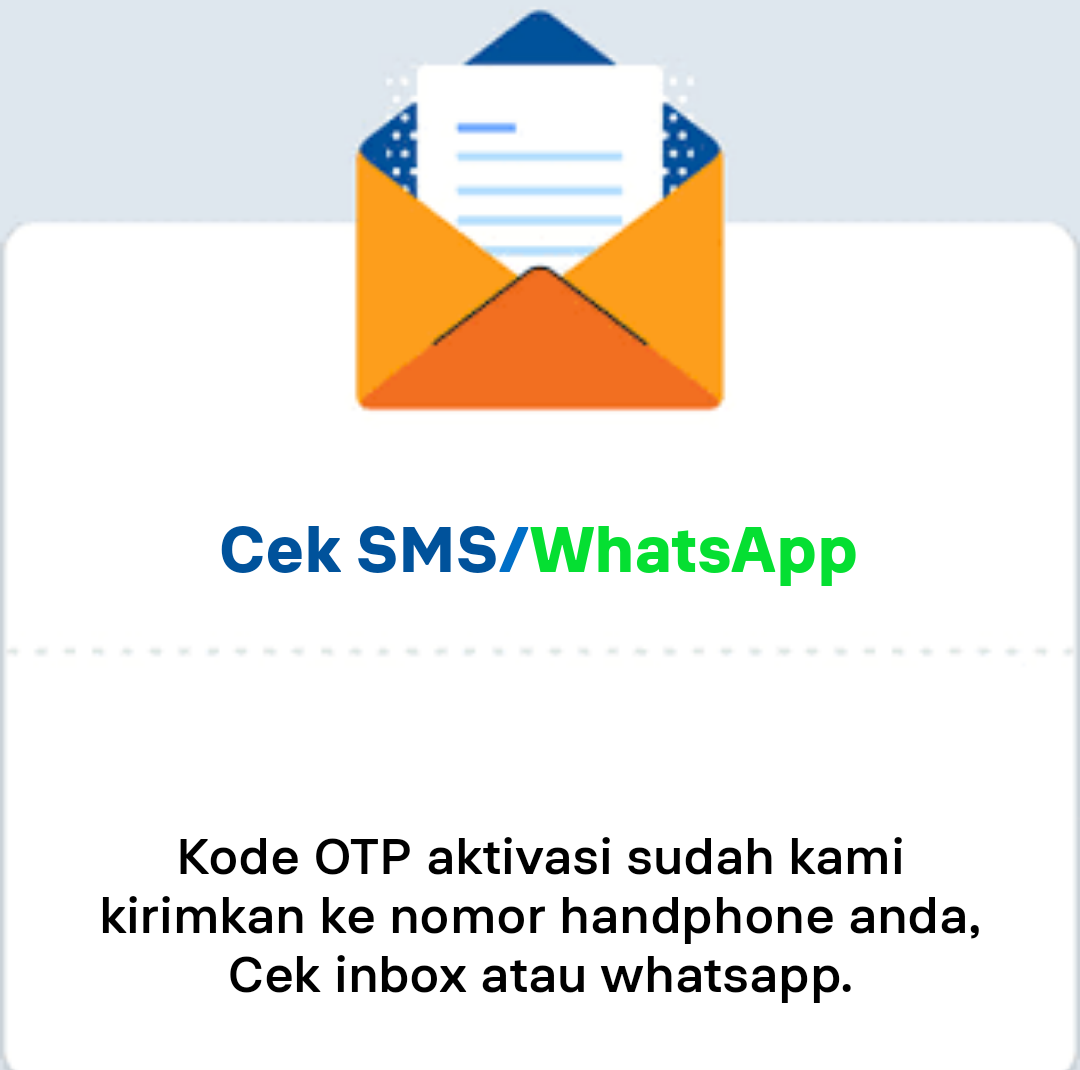 Cek SMS/WhatsApp
Kode OTP aktivasi sudah kami
kirimkan ke nomor handphone anda,
Cek inbox atau whatsapp.